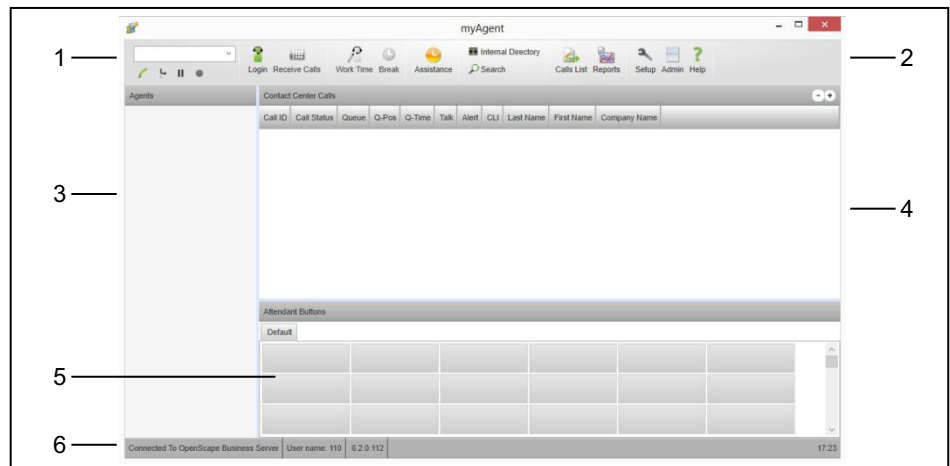 myAgent
1
2
Internal Directory
Login Receive Calls Work Time Break Assistance Search Calls List Reports Setup Admin Help
Agents
Contact Center Calls
Call ID Call Status Queue Q-Pos Q-Time Talk Alert CLI Last Name First Name Company Name
3
4
Attendant Buttons
Default
5
6
Connected To OpenScape Business Server User name: 110 6.2.0.112 17:23